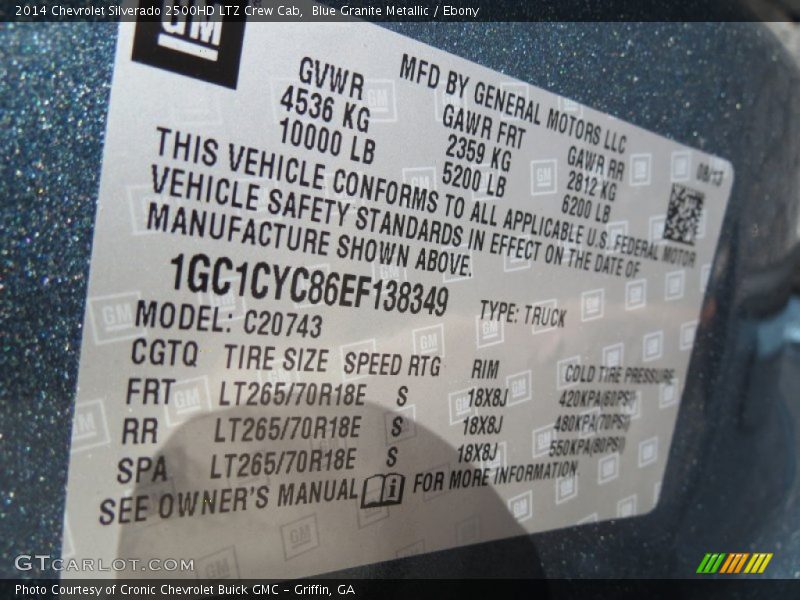 2014 Chevrolet Silverado 2500HD LTZ Crew Cab, Blue Granite Metallic / Ebony
GM
MFD BY GENERAL MOTORS LLC
GVWR GAWR FRT GAWR RR 08/13
4536 KG 2359 KG 2812 KG
10000 LB 5200 LB 6200 LB
THIS VEHICLE CONFORMS TO ALL APPLICABLE U.S. FEDERAL MOTOR
VEHICLE SAFETY STANDARDS IN EFFECT ON THE DATE OF
MANUFACTURE SHOWN ABOVE.
1GC1CYC86EF138349 TYPE: TRUCK
MODEL: C20743
CGTQ TIRE SIZE SPEED RTG RIM COLD TIRE PRESSURE
FRT LT265/70R18E S 18X8J 420KPA(60PSI)
RR LT265/70R18E S 18X8J 480KPA(70PSI)
SPA LT265/70R18E S 18X8J 550KPA(80PSI)
SEE OWNER'S MANUAL i FOR MORE INFORMATION
GTCARLOT.COM
Photo Courtesy of Cronic Chevrolet Buick GMC – Griffin, GA